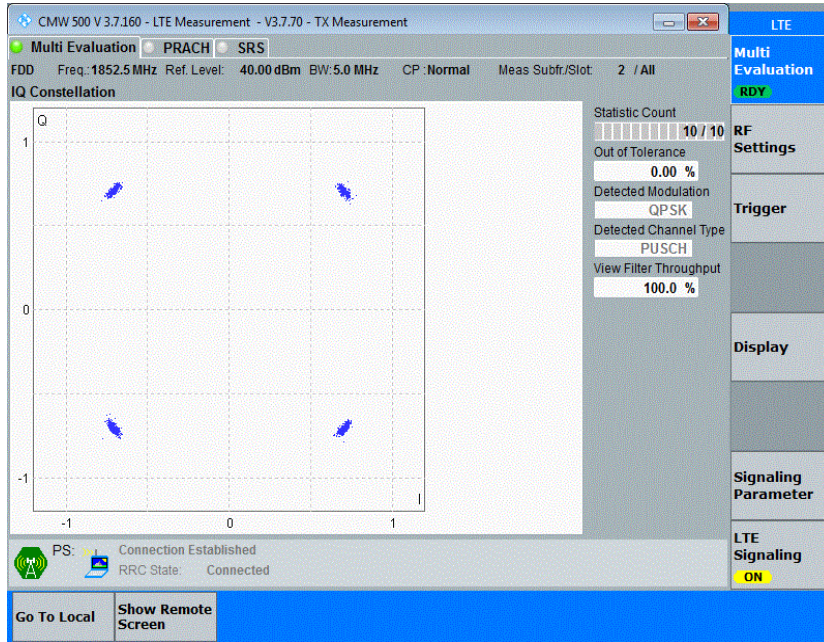 CMW 500 V 3.7.160 - LTE Measurement - V3.7.70 - TX Measurement
LTE
Multi Evaluation PRACH SRS
FDD Freq.: 1852.5 MHz Ref. Level: 40.00 dBm BW: 5.0 MHz CP : Normal Meas Subfr./Slot: 2 / All
IQ Constellation
Q
1
0
-1
I
-1 0 1
Statistic Count
10 / 10
Out of Tolerance
0.00 %
Detected Modulation
QPSK
Detected Channel Type
PUSCH
View Filter Throughput
100.0 %
Multi
Evaluation
RDY
RF
Settings
Trigger
Display
Signaling
Parameter
LTE
Signaling
ON
PS: Connection Established
RRC State: Connected
Go To Local
Show Remote
Screen